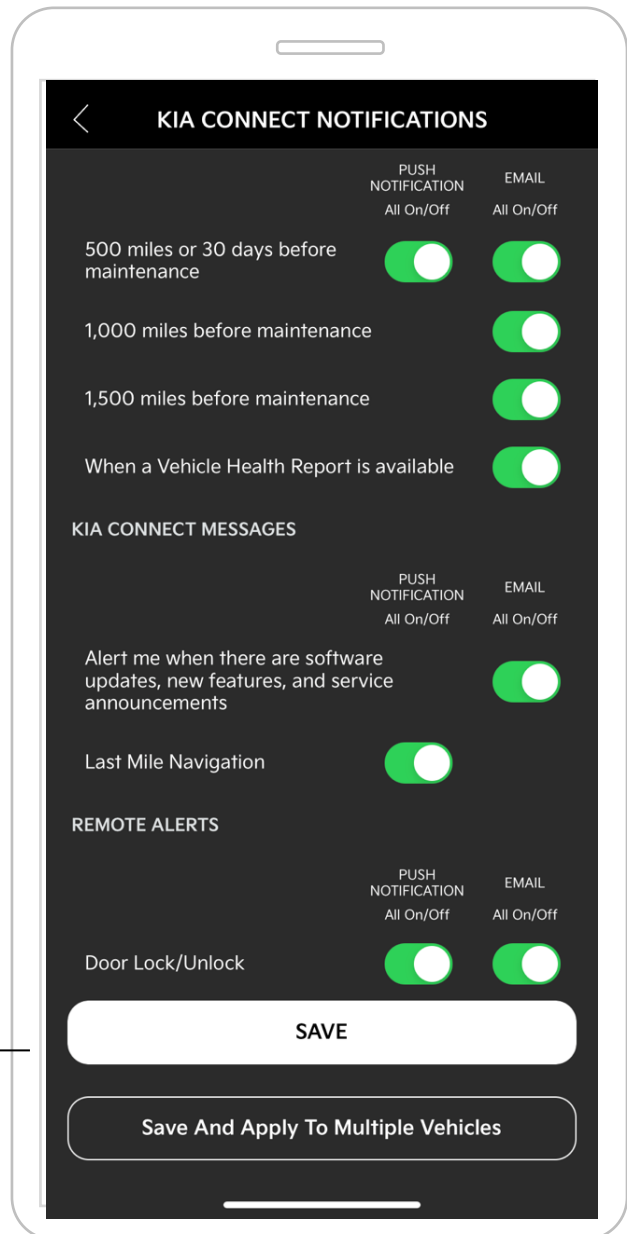 KIA CONNECT NOTIFICATIONS
PUSH
NOTIFICATION
EMAIL
All On/Off
All On/Off
500 miles or 30 days before
maintenance
1,000 miles before maintenance
1,500 miles before maintenance
When a Vehicle Health Report is available
KIA CONNECT MESSAGES
PUSH
NOTIFICATION
EMAIL
All On/Off
All On/Off
Alert me when there are software
updates, new features, and service
announcements
Last Mile Navigation
REMOTE ALERTS
PUSH
NOTIFICATION
EMAIL
All On/Off
All On/Off
Door Lock/Unlock
SAVE
Save And Apply To Multiple Vehicles